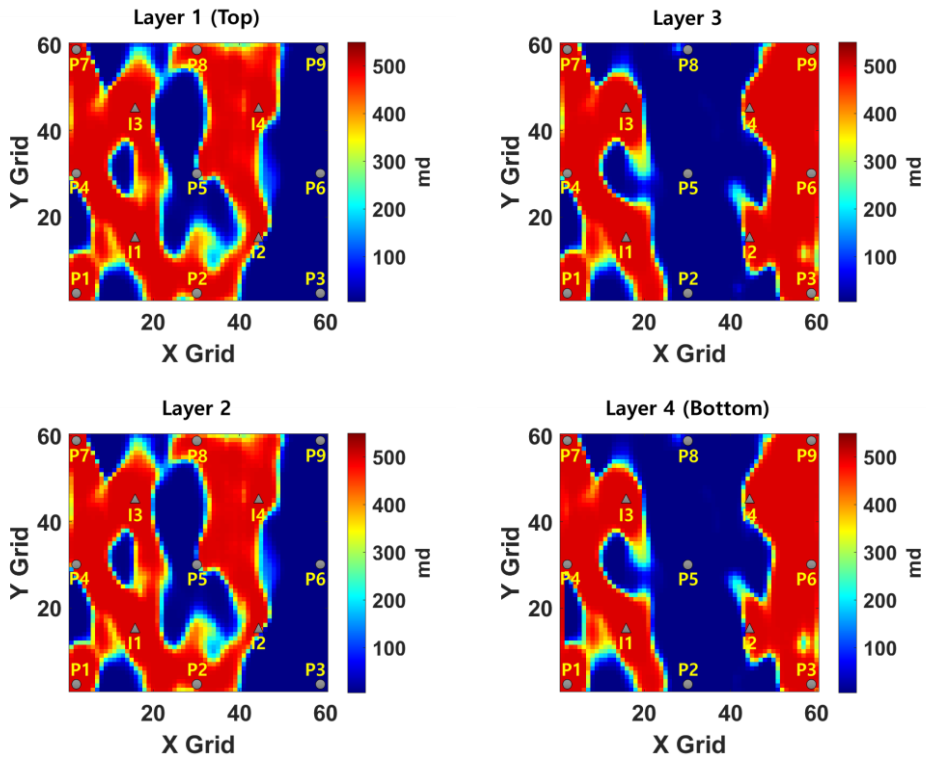 Layer 1 (Top)
60
40
20
Y Grid
20
40
60
X Grid
P7
P8
P9
I3
I4
P4
P5
P6
I1
I2
P1
P2
P3
500
400
300
200
100
md
Layer 3
60
40
20
Y Grid
20
40
60
X Grid
P7
P8
P9
I3
I4
P4
P5
P6
I1
I2
P1
P2
P3
500
400
300
200
100
md
Layer 2
60
40
20
Y Grid
20
40
60
X Grid
P7
P8
P9
I3
I4
P4
P5
P6
I1
I2
P1
P2
P3
500
400
300
200
100
md
Layer 4 (Bottom)
60
40
20
Y Grid
20
40
60
X Grid
P7
P8
P9
I3
I4
P4
P5
P6
I1
I2
P1
P2
P3
500
400
300
200
100
md